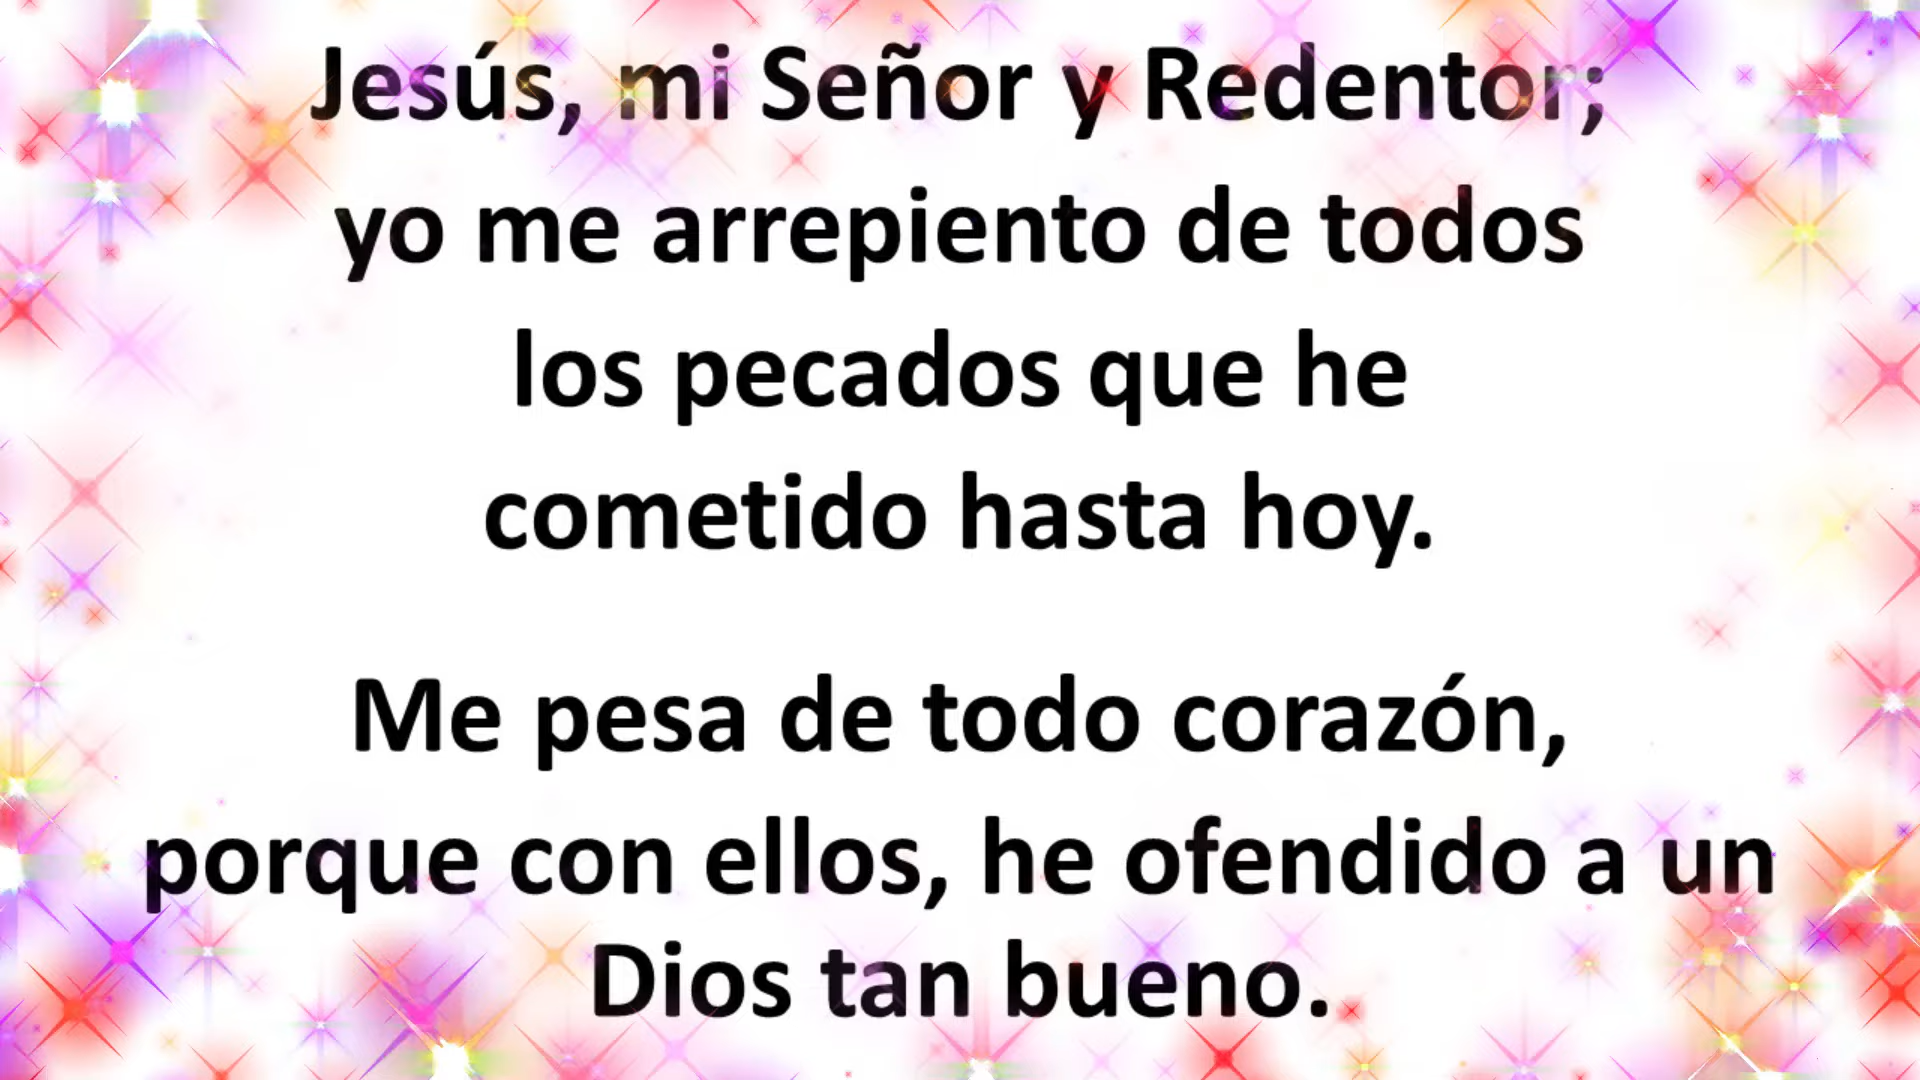 Jesús, mi Señor y Redentor;
yo me arrepiento de todos
los pecados que he
cometido hasta hoy.
Me pesa de todo corazón,
porque con ellos, he ofendido a un
Dios tan bueno.